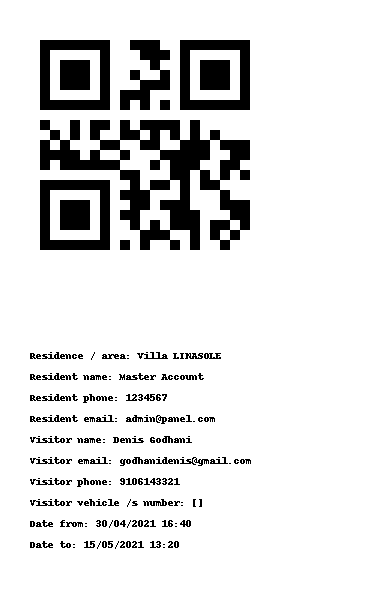 Residence / area: Villa LINASOLE
Resident name: Master Account
Resident phone: 1234567
Resident email: admin@panel.com
Visitor name: Denis Godhani
Visitor email: godhanidenis@gmail.com
Visitor phone: 9106143321
Visitor vehicle /s number: []
Date from: 30/04/2021 16:40
Date to: 15/05/2021 13:20